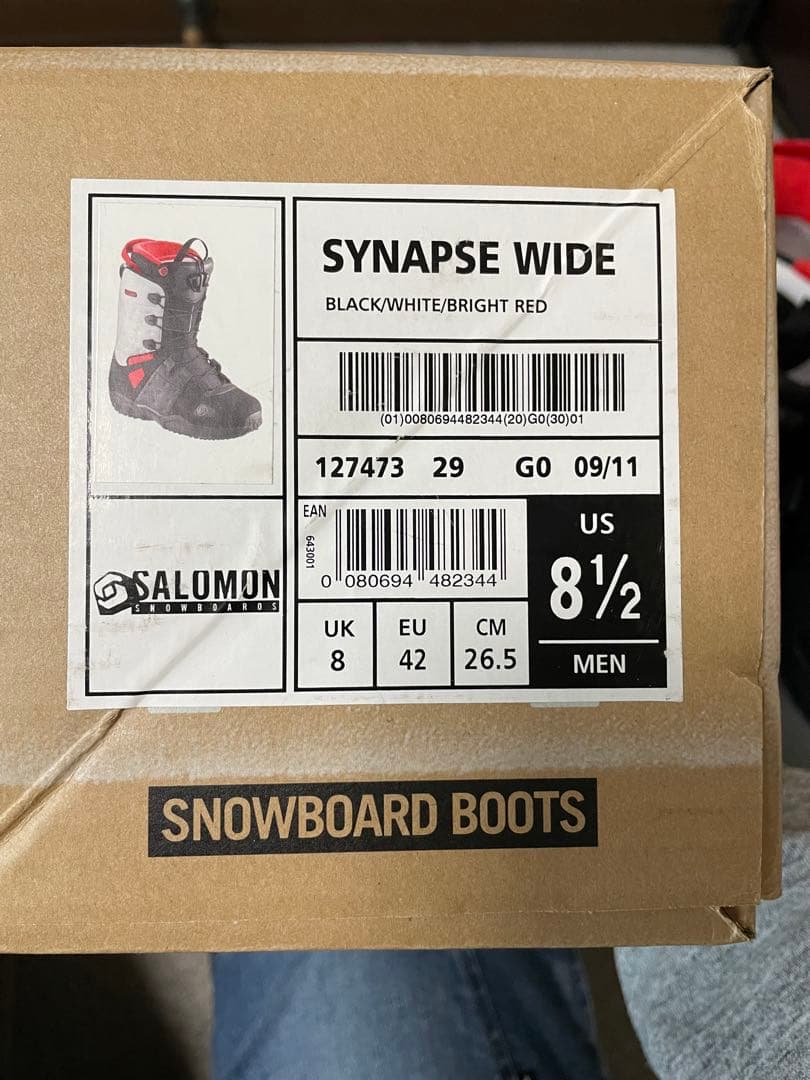 SYNAPSE WIDE
BLACK/WHITE/BRIGHT RED
(01)0080694482344(20)G0(30)01
127473 29 G0 09/11
EAN
643001
0 080694 482344
US
8½
MEN
UK
8
EU
42
CM
26.5
SALOMON
SNOWBOARDS
SNOWBOARD BOOTS